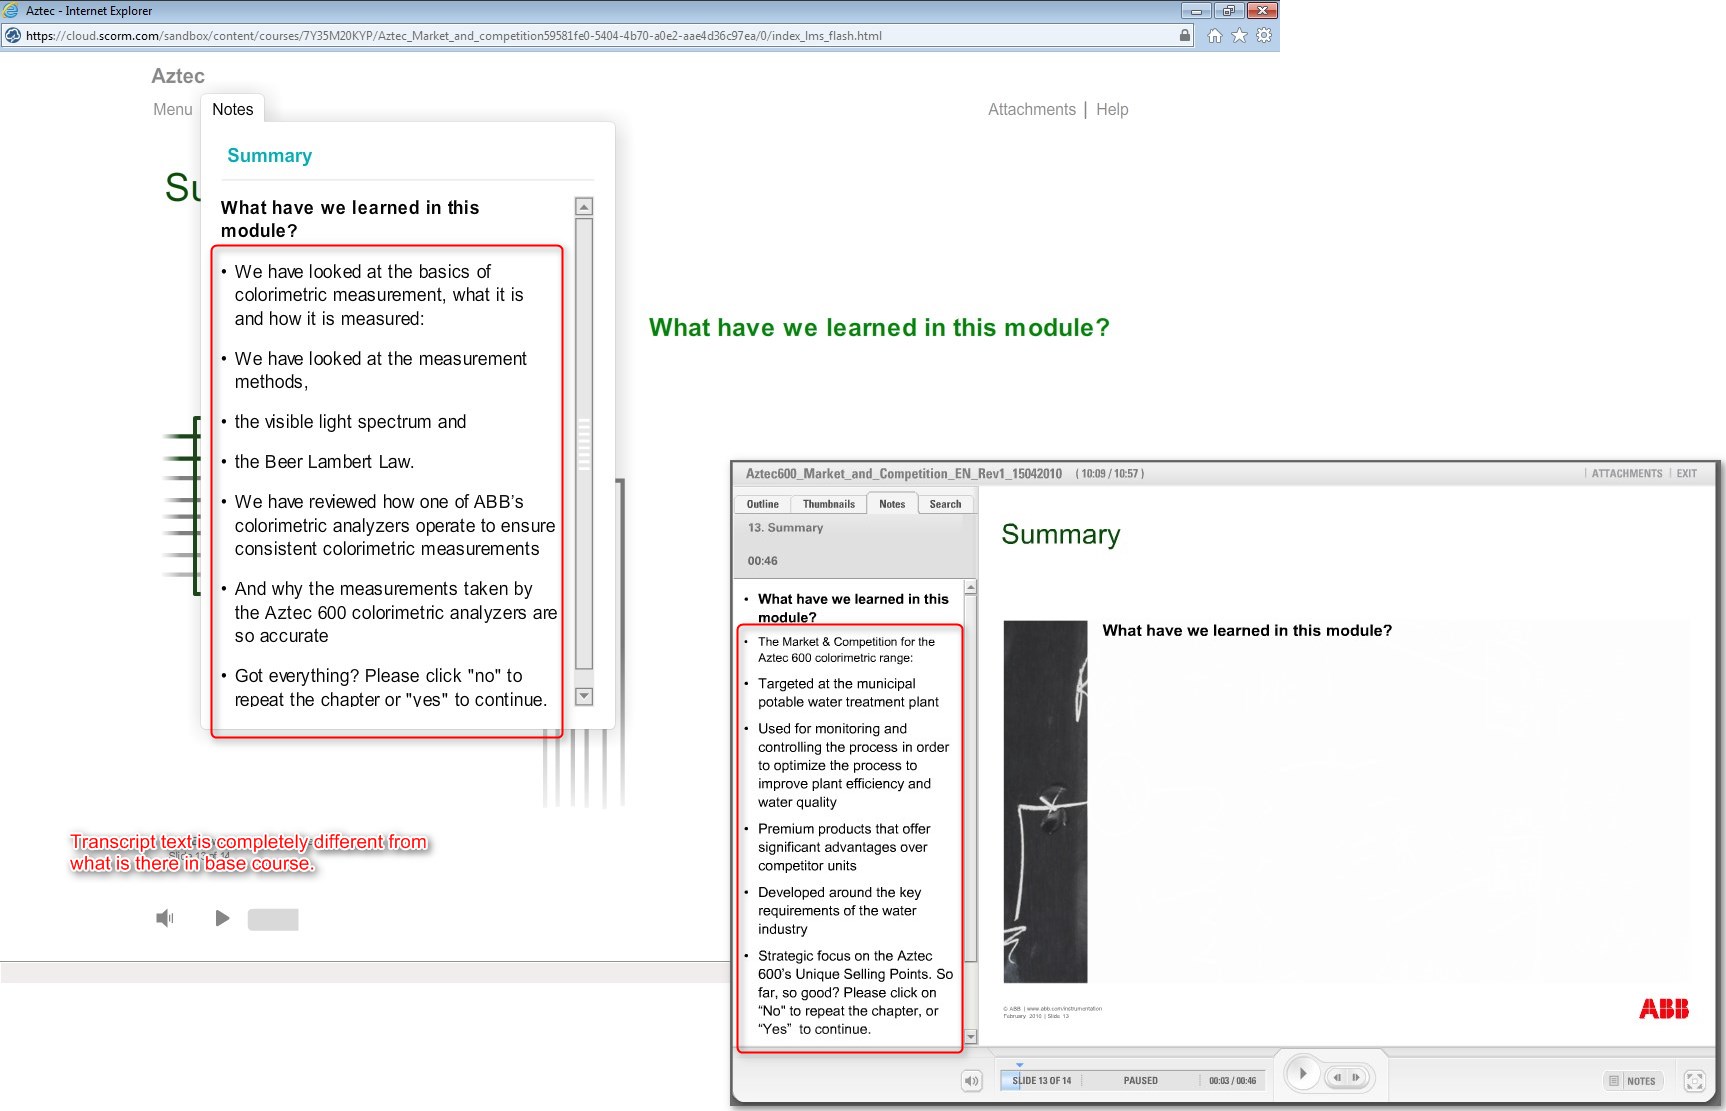 Aztec - Internet Explorer
https://cloud.scorm.com/sandbox/content/courses/7Y35M20KYP/Aztec_Market_and_competition59581fe0-5404-4b70-a0e2-aae4d36c97ea/0/index_lms_flash.html
Aztec
Menu
Notes
Attachments | Help
Summary
Su
What have we learned in this
module?
• We have looked at the basics of
colorimetric measurement, what it is
and how it is measured:
• We have looked at the measurement
methods,
• the visible light spectrum and
• the Beer Lambert Law.
• We have reviewed how one of ABB’s
colorimetric analyzers operate to ensure
consistent colorimetric measurements
• And why the measurements taken by
the Aztec 600 colorimetric analyzers are
so accurate
• Got everything? Please click "no" to
repeat the chapter or "yes" to continue.
What have we learned in this module?
Transcript text is completely different from
what is there in base course.
Slide 13 of 14
Aztec600_Market_and_Competition_EN_Rev1_15042010 ( 10:09 / 10:57 )
| ATTACHMENTS | EXIT
Outline
Thumbnails
Notes
Search
13. Summary
00:46
• What have we learned in this
module?
• The Market & Competition for the
Aztec 600 colorimetric range:
• Targeted at the municipal
potable water treatment plant
• Used for monitoring and
controlling the process in order
to optimize the process to
improve plant efficiency and
water quality
• Premium products that offer
significant advantages over
competitor units
• Developed around the key
requirements of the water
industry
• Strategic focus on the Aztec
600’s Unique Selling Points. So
far, so good? Please click on
“No” to repeat the chapter, or
“Yes” to continue.
Summary
What have we learned in this module?
© ABB | www.abb.com/instrumentation
February 2010 | Slide 13
ABB
SLIDE 13 OF 14
PAUSED
00:03 / 00:46
NOTES